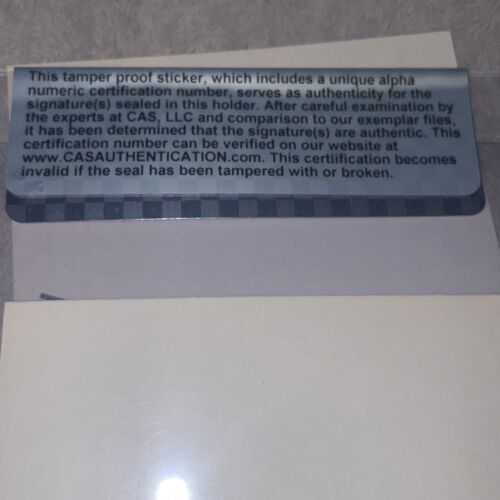 This tamper proof sticker, which includes a unique alpha
numeric certification number, serves as authenticity for the
signature(s) sealed in this holder. After careful examination by
the experts at CAS, LLC and comparison to our exemplar files,
it has been determined that the signature(s) are authentic. This
certification number can be verified on our website at
www.CASAUTHENTICATION.com. This certiification becomes
invalid if the seal has been tampered with or broken.